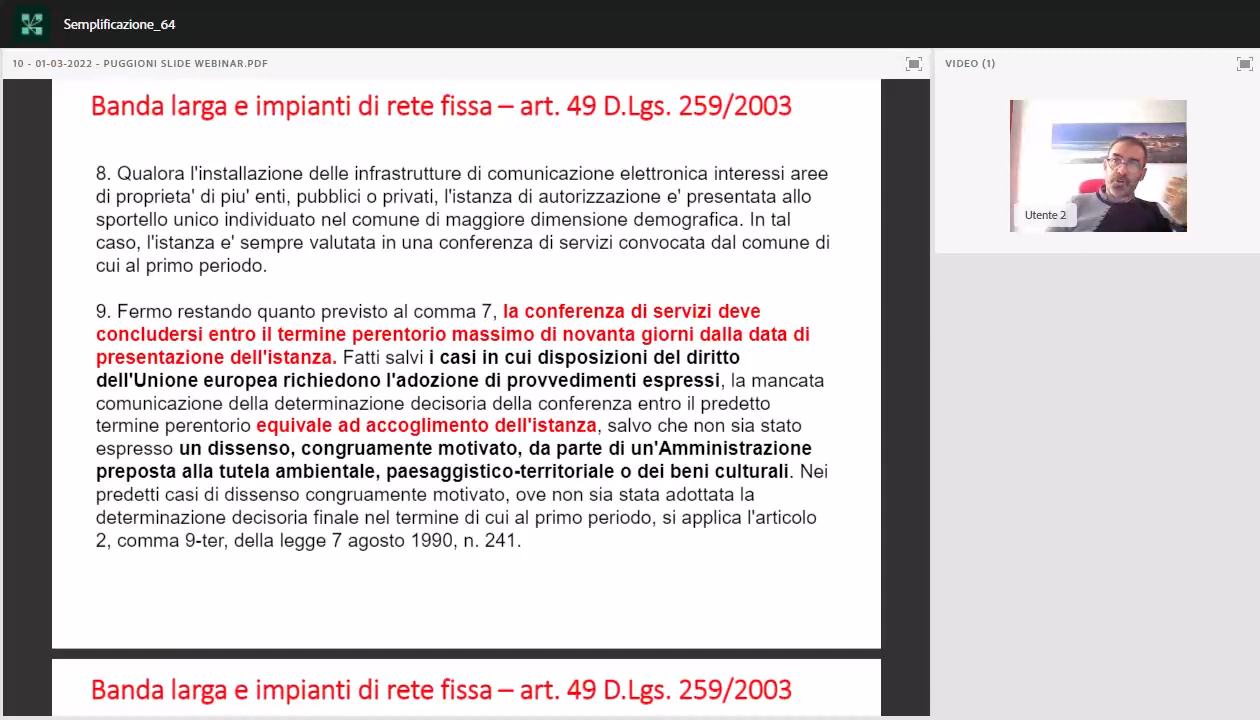 Semplificazione_64
10 - 01-03-2022 - PUGGIONI SLIDE WEBINAR.PDF
VIDEO (1)
Banda larga e impianti di rete fissa – art. 49 D.Lgs. 259/2003
8. Qualora l'installazione delle infrastrutture di comunicazione elettronica interessi aree
di proprieta' di piu' enti, pubblici o privati, l'istanza di autorizzazione e' presentata allo
sportello unico individuato nel comune di maggiore dimensione demografica. In tal
caso, l'istanza e' sempre valutata in una conferenza di servizi convocata dal comune di
cui al primo periodo.
9. Fermo restando quanto previsto al comma 7, la conferenza di servizi deve
concludersi entro il termine perentorio massimo di novanta giorni dalla data di
presentazione dell'istanza. Fatti salvi i casi in cui disposizioni del diritto
dell'Unione europea richiedono l'adozione di provvedimenti espressi, la mancata
comunicazione della determinazione decisoria della conferenza entro il predetto
termine perentorio equivale ad accoglimento dell'istanza, salvo che non sia stato
espresso un dissenso, congruamente motivato, da parte di un'Amministrazione
preposta alla tutela ambientale, paesaggistico-territoriale o dei beni culturali. Nei
predetti casi di dissenso congruamente motivato, ove non sia stata adottata la
determinazione decisoria finale nel termine di cui al primo periodo, si applica l'articolo
2, comma 9-ter, della legge 7 agosto 1990, n. 241.
Banda larga e impianti di rete fissa – art. 49 D.Lgs. 259/2003
Utente 2